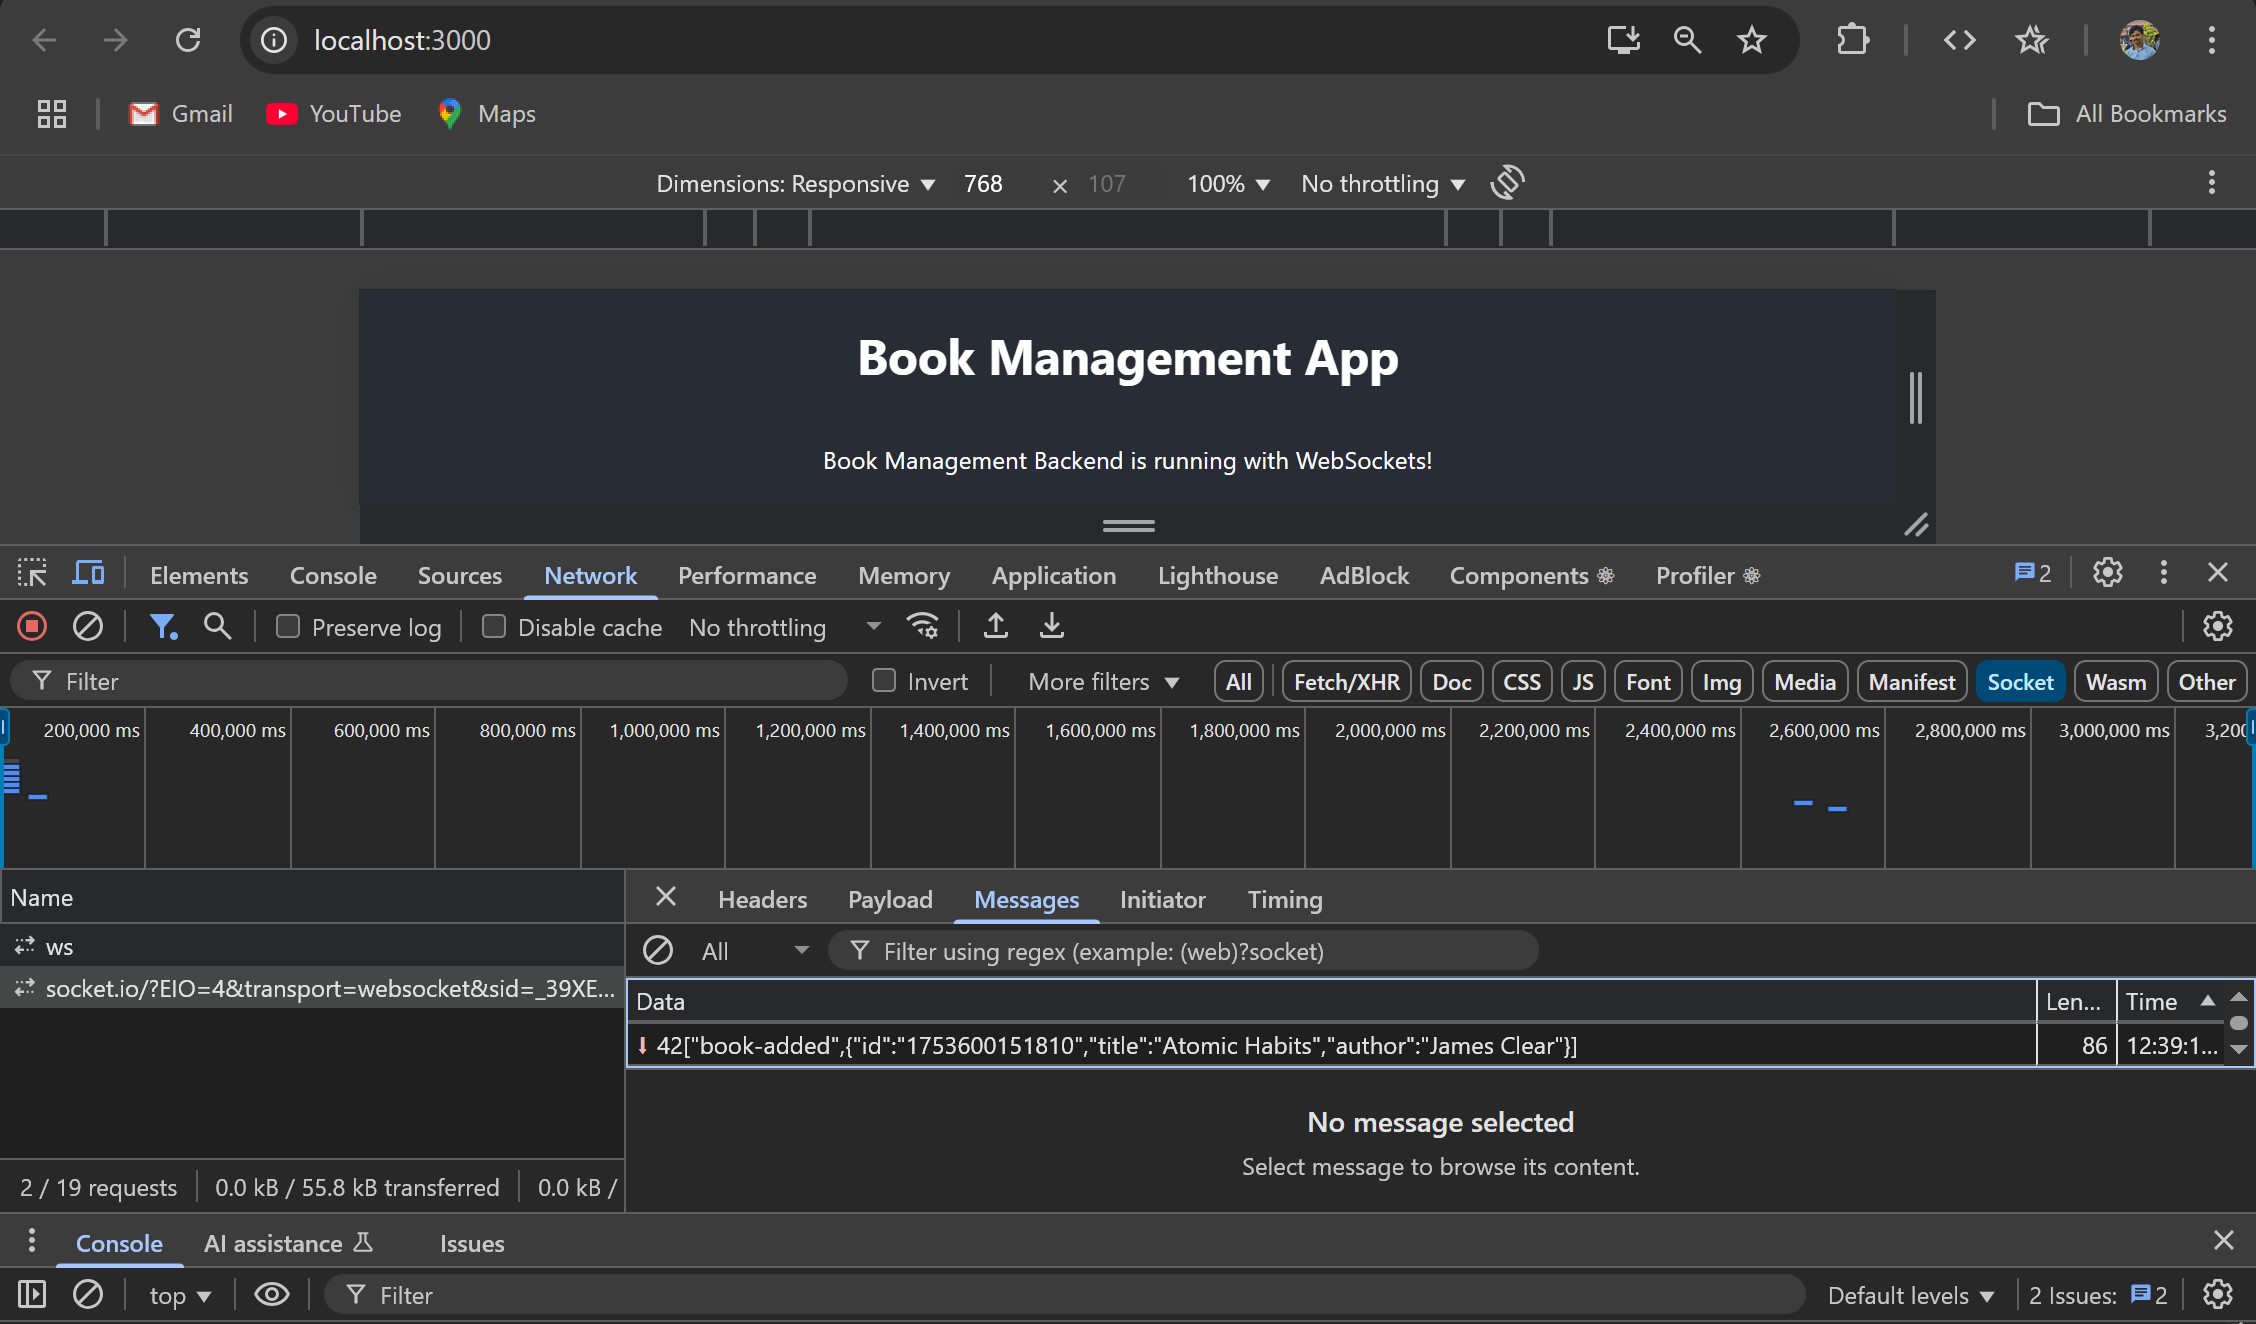 localhost:3000
Gmail YouTube Maps All Bookmarks
Dimensions: Responsive 768 × 107 100% No throttling
Book Management App
Book Management Backend is running with WebSockets!
Elements Console Sources Network Performance Memory Application Lighthouse AdBlock Components Profiler 2
Preserve log Disable cache No throttling
Filter Invert More filters All Fetch/XHR Doc CSS JS Font Img Media Manifest Socket Wasm Other
200,000 ms 400,000 ms 600,000 ms 800,000 ms 1,000,000 ms 1,200,000 ms 1,400,000 ms 1,600,000 ms 1,800,000 ms 2,000,000 ms 2,200,000 ms 2,400,000 ms 2,600,000 ms 2,800,000 ms 3,000,000 ms 3,200
Name
ws
socket.io/?EIO=4&transport=websocket&sid=_39XE...
Headers Payload Messages Initiator Timing
All Filter using regex (example: (web)?socket)
Data Len... Time
42["book-added",{"id":"1753600151810","title":"Atomic Habits","author":"James Clear"}] 86 12:39:1...
No message selected
Select message to browse its content.
2 / 19 requests 0.0 kB / 55.8 kB transferred 0.0 kB /
Console AI assistance Issues
top Filter Default levels 2 Issues: 2